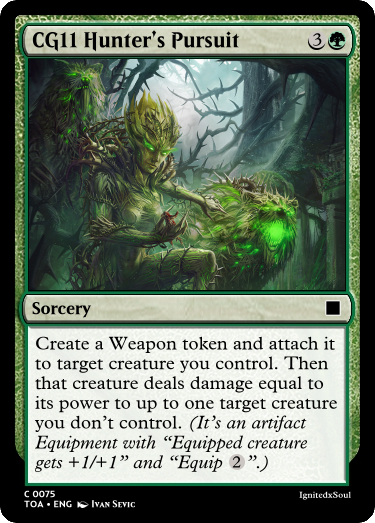 CG11 Hunter's Pursuit 3
Sorcery
Create a Weapon token and attach it
to target creature you control. Then
that creature deals damage equal to
its power to up to one target creature
you don't control. (It's an artifact
Equipment with "Equipped creature
gets +1/+1" and "Equip 2".)
C 0075
TOA • ENG Ivan Sevic
IgnitedxSoul